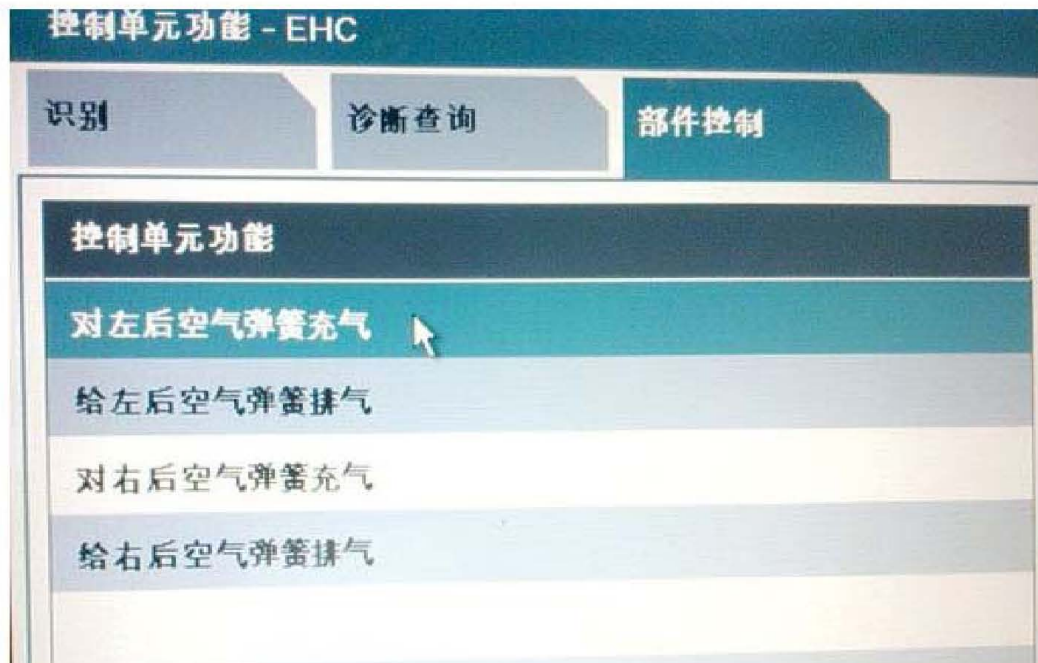 控制单元功能 - EHC
识别
诊断查询
部件控制
控制单元功能
对左后空气弹簧充气
给左后空气弹簧排气
对右后空气弹簧充气
给右后空气弹簧排气